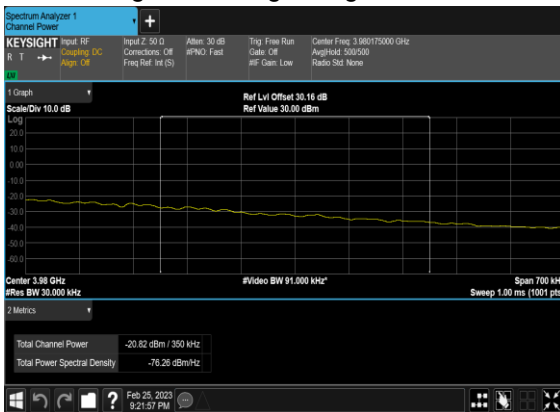 Spectrum Analyzer 1
Channel Power
KEYSIGHT Input: RF Input Z: 50 Ω Atten: 30 dB Trig: Free Run Center Freq: 3.980175000 GHz
R T Coupling: DC Corrections: Off #PNO: Fast Gate: Off Avg|Hold: 500/500
Align: Off Freq Ref: Int (S) #IF Gain: Low Radio Std: None
LV
1 Graph
Ref Lvl Offset 30.16 dB
Scale/Div 10.0 dB Ref Value 30.00 dBm
Log
20.0
10.0
0.00
-10.0
-20.0
-30.0
-40.0
-50.0
-60.0
Center 3.98 GHz #Video BW 91.000 kHz* Span 700 kH
#Res BW 30.000 kHz Sweep 1.00 ms (1001 pts
2 Metrics
Total Channel Power -20.82 dBm / 350 kHz
Total Power Spectral Density -76.26 dBm/Hz
Feb 25, 2023
9:21:57 PM